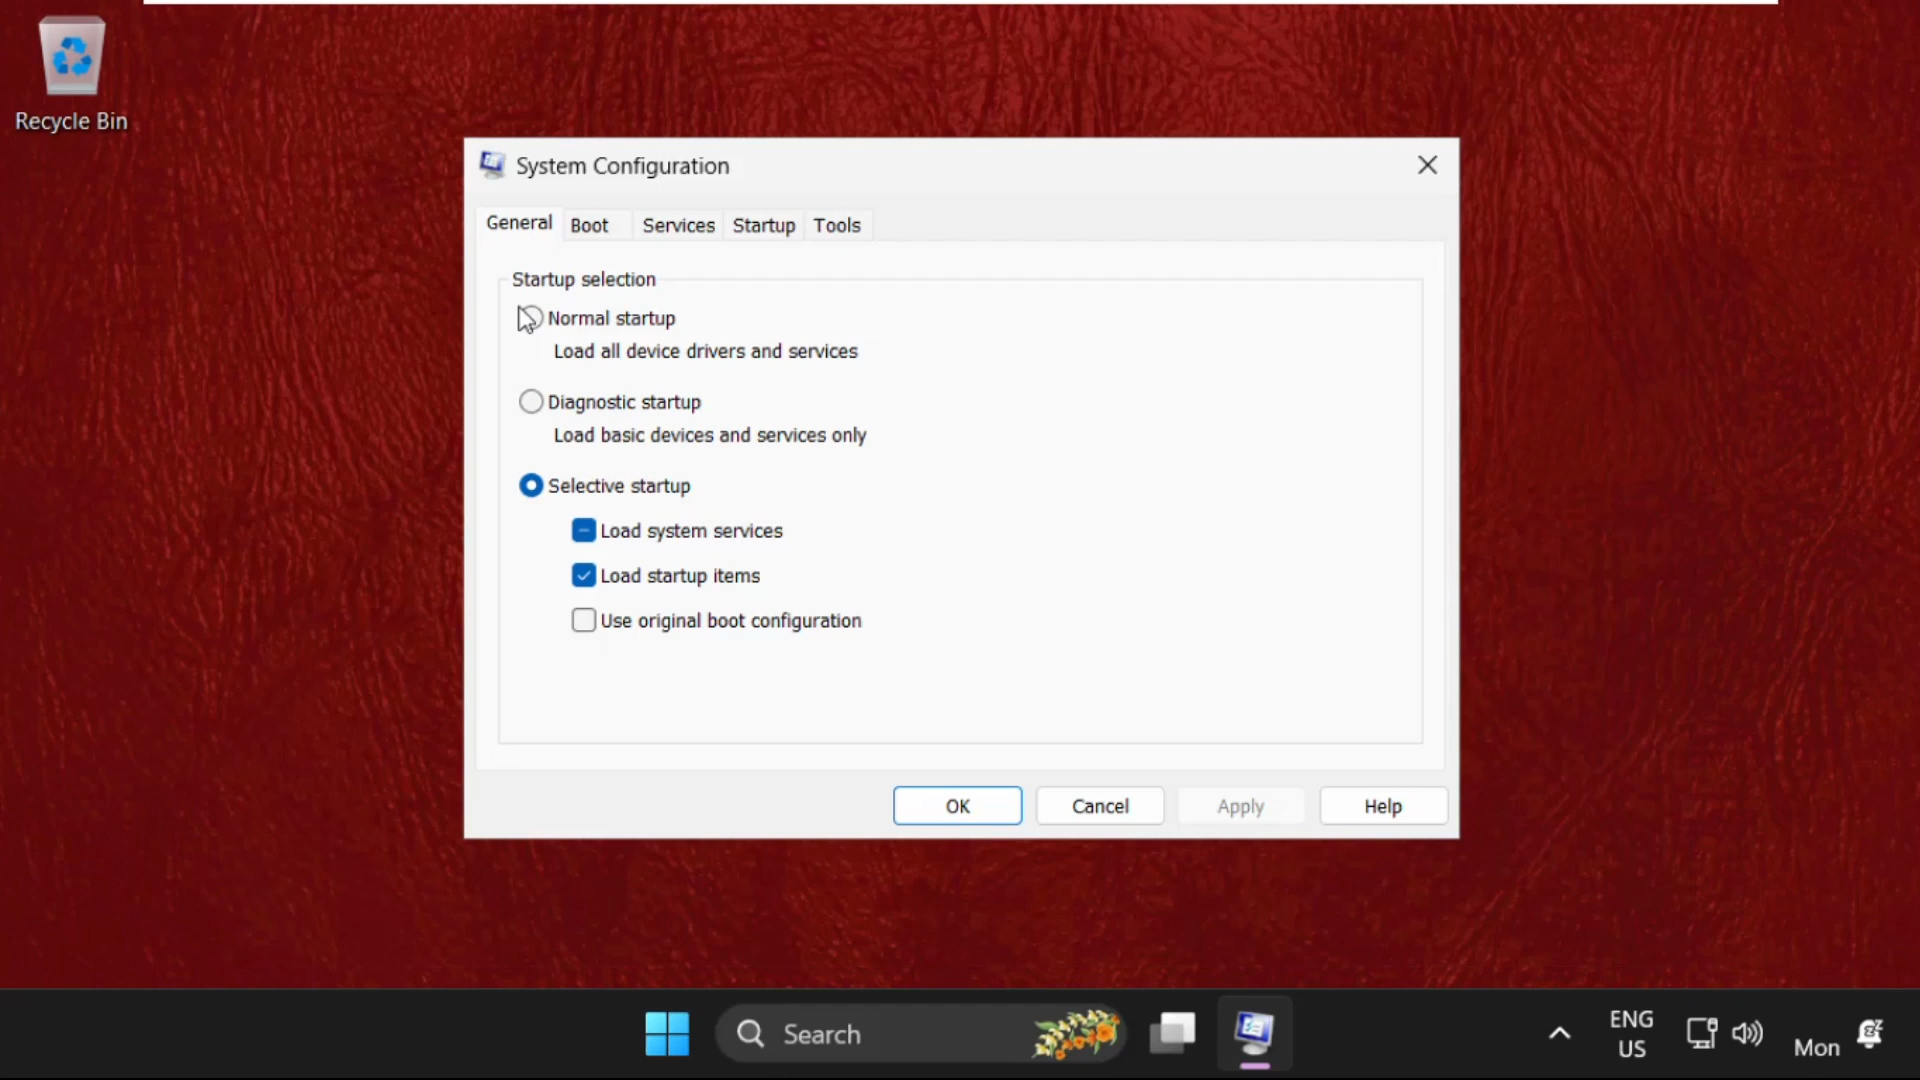 Recycle Bin
System Configuration
General Boot Services Startup Tools
Startup selection
Normal startup
Load all device drivers and services
Diagnostic startup
Load basic devices and services only
Selective startup
Load system services
Load startup items
Use original boot configuration
OK Cancel Apply Help
Search
ENG
US
Mon